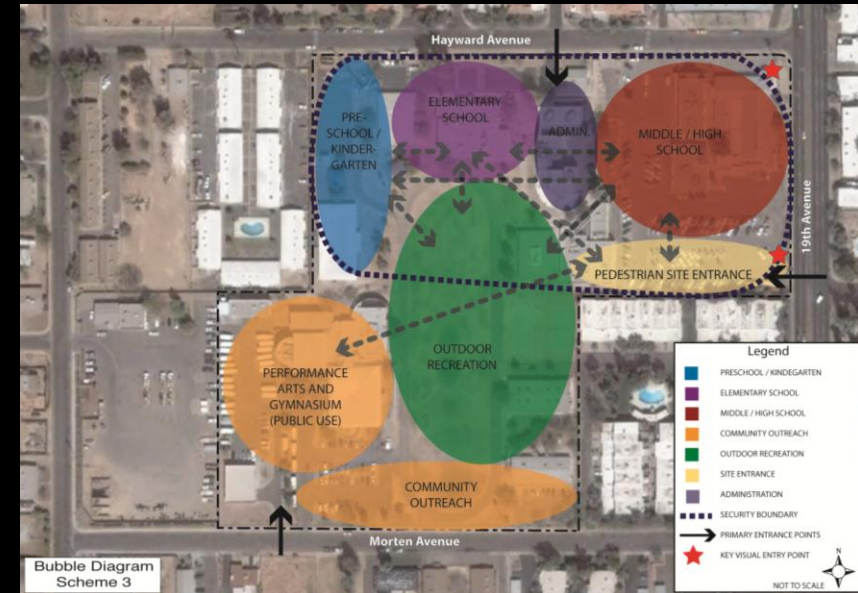 Hayward Avenue
PRE-
SCHOOL /
KINDER-
GARTEN
ELEMENTARY
SCHOOL
ADMIN.
MIDDLE / HIGH
SCHOOL
19th Avenue
PEDESTRIAN SITE ENTRANCE
OUTDOOR
RECREATION
PERFORMANCE
ARTS AND
GYMNASIUM
(PUBLIC USE)
COMMUNITY
OUTREACH
Morten Avenue
Bubble Diagram
Scheme 3
Legend
PRESCHOOL / KINDEGARTEN
ELEMENTARY SCHOOL
MIDDLE / HIGH SCHOOL
COMMUNITY OUTREACH
OUTDOOR RECREATION
SITE ENTRANCE
ADMINISTRATION
SECURITY BOUNDARY
PRIMARY ENTRANCE POINTS
KEY VISUAL ENTRY POINT
N
NOT TO SCALE